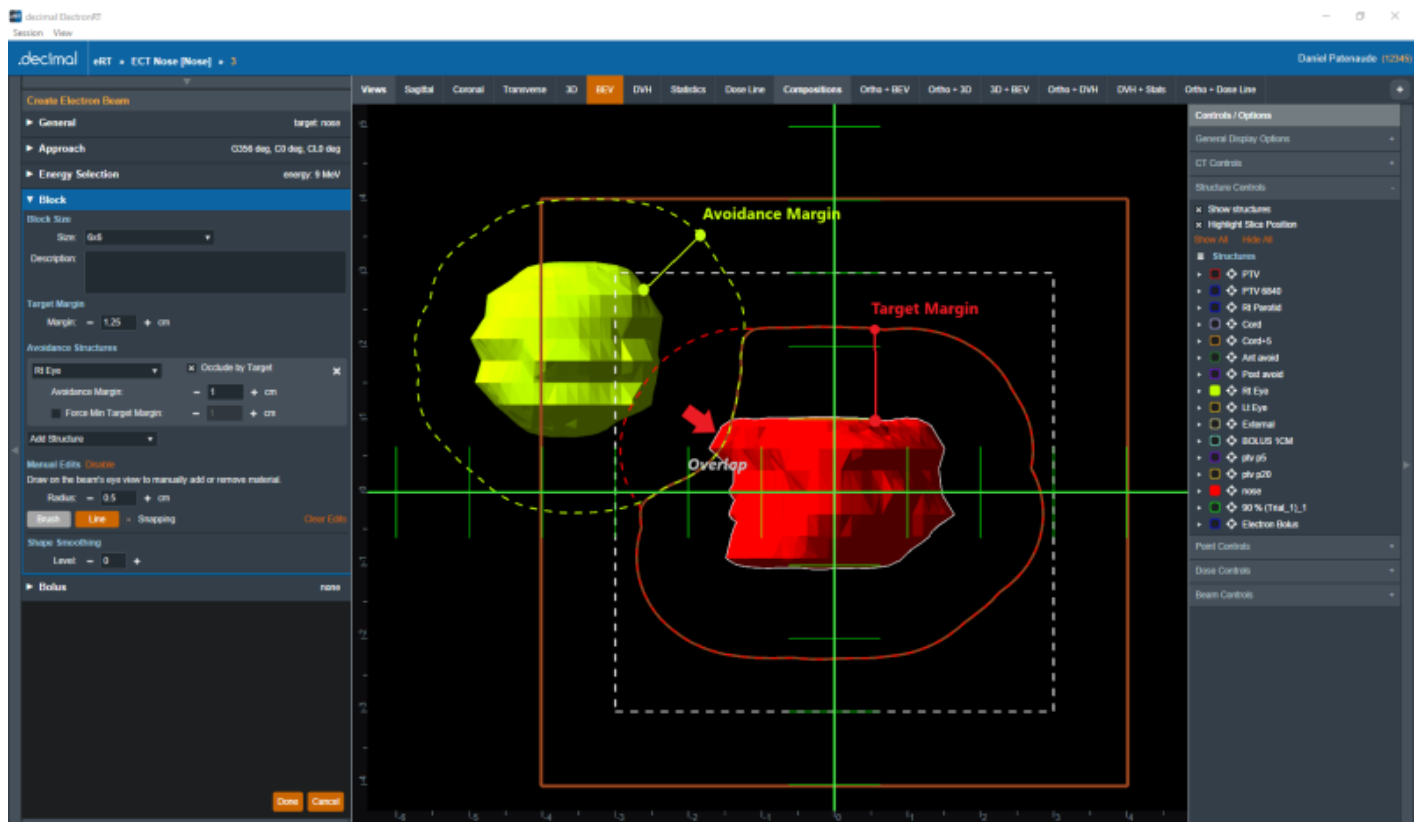 decimal ElectronRT
Session View
.decimal eRT » ECT Nose [Nose] » 3
Daniel Patenaude (12345)
Views Sagittal Coronal Transverse 3D BEV DVH Statistics Dose Line Compositions Ortho + BEV Ortho + 3D 3D + BEV Ortho + DVH DVH + Stats Ortho + Dose Line +
Create Electron Beam
General target: nose
Approach G356 deg, C0 deg, CL0 deg
Energy Selection energy: 9 MeV
Block
Block Size
Size: 6x6
Description:
Target Margin
Margin: − 1.25 + cm
Avoidance Structures
Rt Eye Occlude by Target
Avoidance Margin: − 1 + cm
Force Min Target Margin: − 1 + cm
Add Structure
Manual Edits Disable
Draw on the beam's eye view to manually add or remove material.
Radius: − 0.5 + cm
Brush Line Snapping Clear Edits
Shape Smoothing
Level: − 0 +
Bolus none
Done Cancel
Avoidance Margin
Target Margin
Overlap
Controls / Options
General Display Options
CT Controls
Structure Controls
Show structures
Highlight Slice Position
Show All Hide All
Structures
PTV
PTV 6840
Rt Parotid
Cord
Cord+5
Ant avoid
Post avoid
Rt Eye
Lt Eye
External
BOLUS 1CM
ptv p5
ptv p20
nose
90 % (Trial_1)_1
Electron Bolus
Point Controls
Dose Controls
Beam Controls